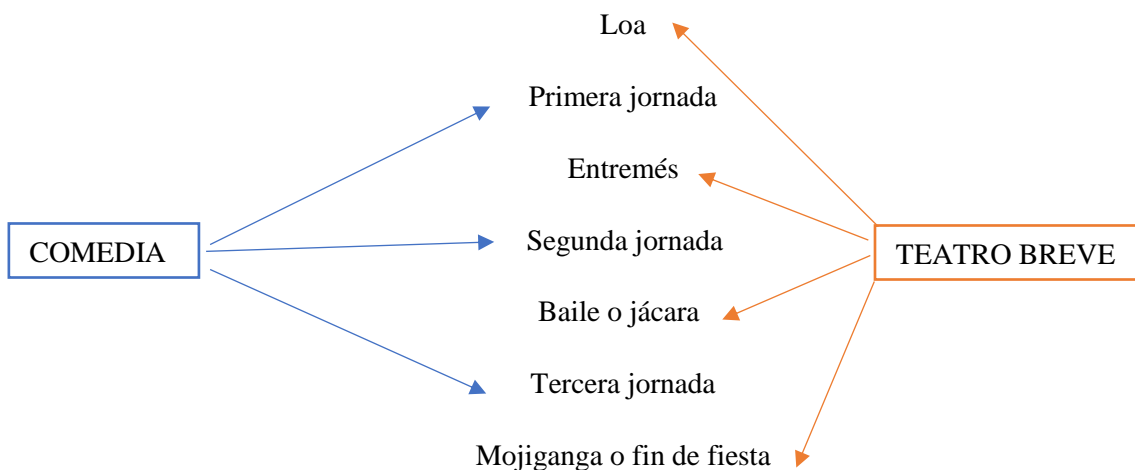 Loa
Primera jornada
Entremés
COMEDIA
Segunda jornada
TEATRO BREVE
Baile o jácara
Tercera jornada
Mojiganga o fin de fiesta